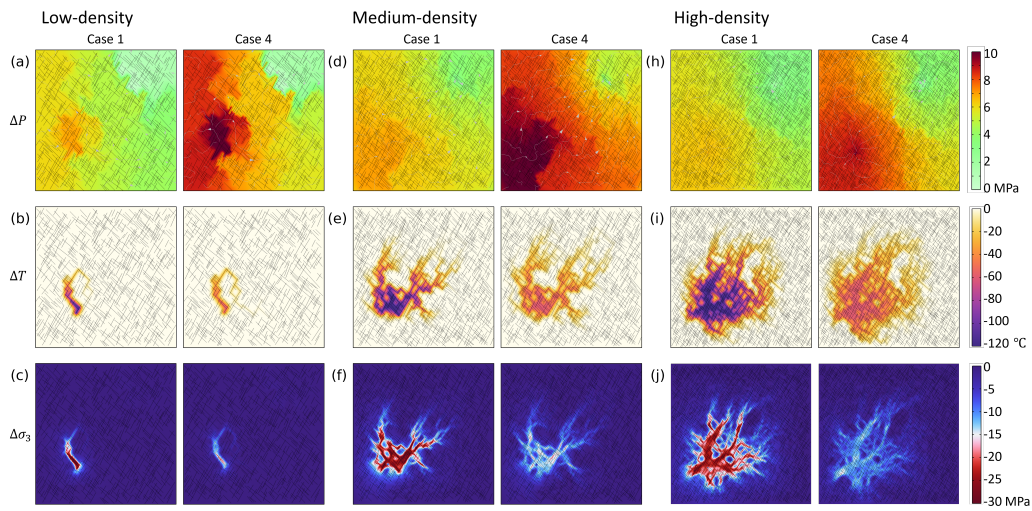 Low-density Medium-density High-density
Case 1 Case 4 Case 1 Case 4 Case 1 Case 4
(a) (d) (h)
ΔP
10
8
6
4
2
0 MPa
(b) (e) (i)
ΔT
0
-20
-40
-60
-80
-100
-120 ℃
(c) (f) (j)
Δσ3
0
-5
-10
-15
-20
-25
-30 MPa